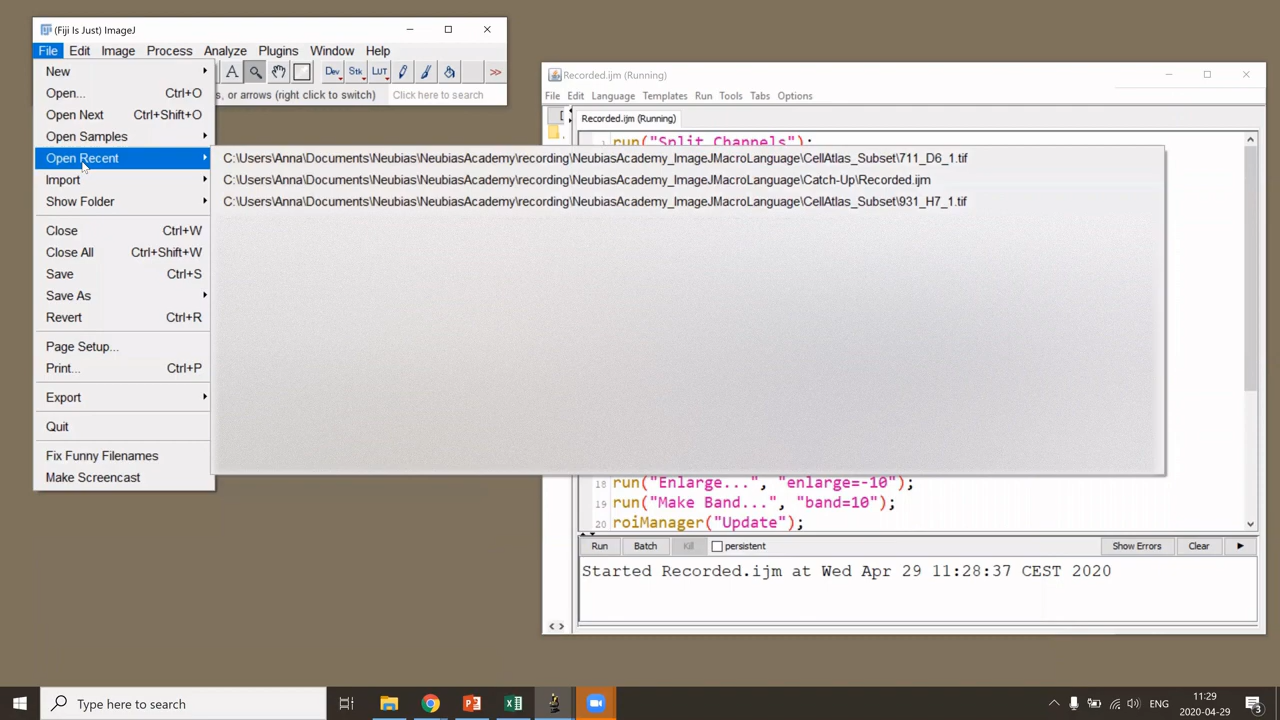 (Fiji Is Just) ImageJ
File Edit Image Process Analyze Plugins Window Help
Dev Stk LUT >>
s, or arrows (right click to switch) Click here to search
New
Open... Ctrl+O
Open Next Ctrl+Shift+O
Open Samples
Open Recent
Import
Show Folder
Close Ctrl+W
Close All Ctrl+Shift+W
Save Ctrl+S
Save As
Revert Ctrl+R
Page Setup...
Print... Ctrl+P
Export
Quit
Fix Funny Filenames
Make Screencast
C:\Users\Anna\Documents\Neubias\NeubiasAcademy\recording\NeubiasAcademy_ImageJMacroLanguage\CellAtlas_Subset\711_D6_1.tif
C:\Users\Anna\Documents\Neubias\NeubiasAcademy\recording\NeubiasAcademy_ImageJMacroLanguage\Catch-Up\Recorded.ijm
C:\Users\Anna\Documents\Neubias\NeubiasAcademy\recording\NeubiasAcademy_ImageJMacroLanguage\CellAtlas_Subset\931_H7_1.tif
Recorded.ijm (Running)
File Edit Language Templates Run Tools Tabs Options
Recorded.ijm (Running)
run("Split Channels");
18 run("Enlarge...", "enlarge=-10");
19 run("Make Band...", "band=10");
20 roiManager("Update");
Run Batch Kill persistent Show Errors Clear
Started Recorded.ijm at Wed Apr 29 11:28:37 CEST 2020
Type here to search
ENG
11:29
2020-04-29
3